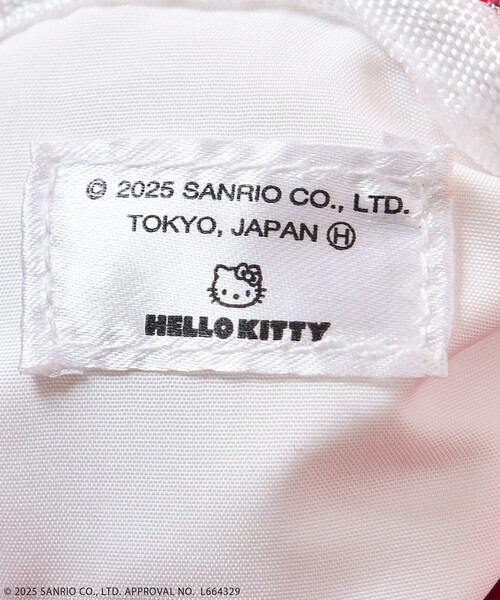 © 2025 SANRIO CO., LTD.
TOKYO, JAPAN Ⓗ
HELLO KITTY
© 2025 SANRIO CO., LTD. APPROVAL NO. L664329